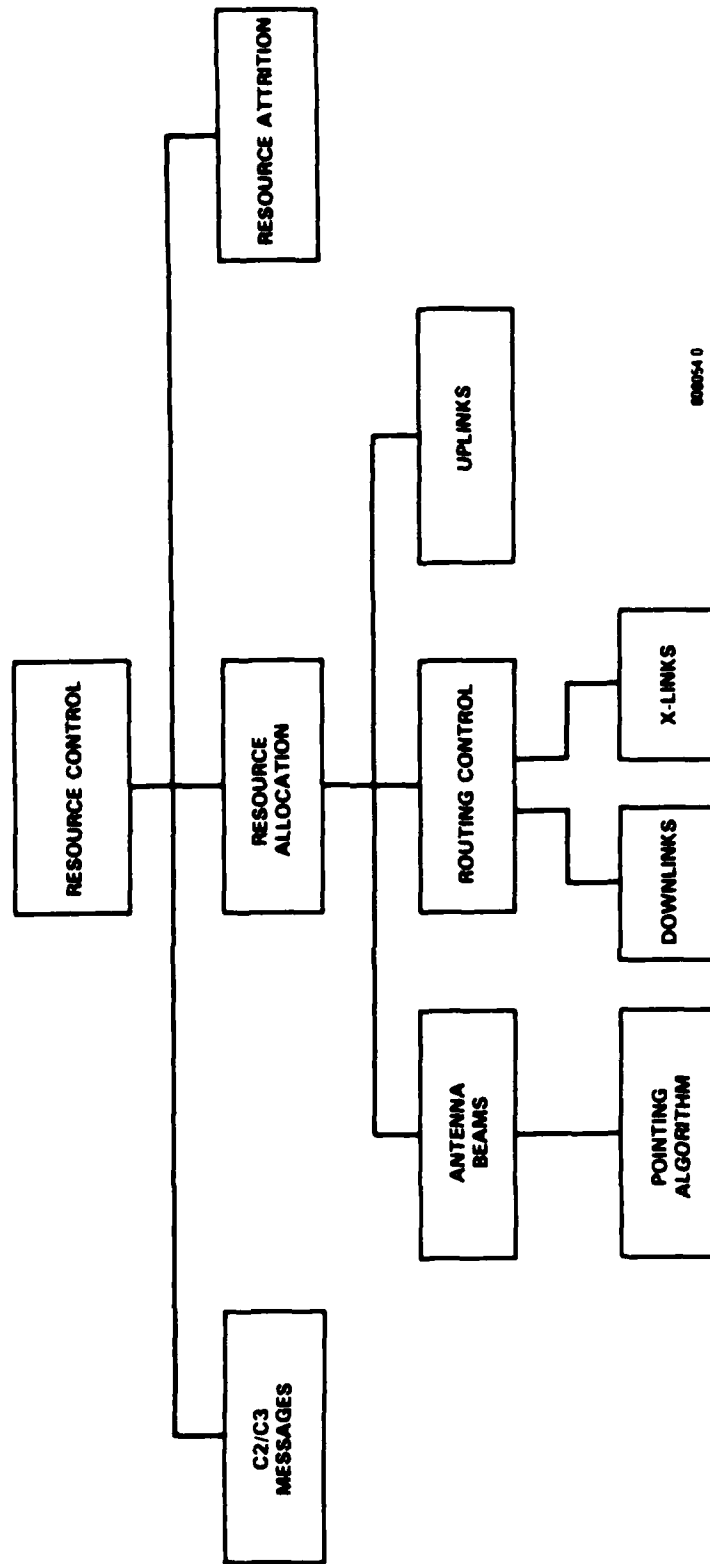 RESOURCE CONTROL
C2/C3
MESSAGES
RESOURCE
ALLOCATION
RESOURCE ATTRITION
ANTENNA
BEAMS
ROUTING CONTROL
UPLINKS
POINTING
ALGORITHM
DOWNLINKS
X-LINKS